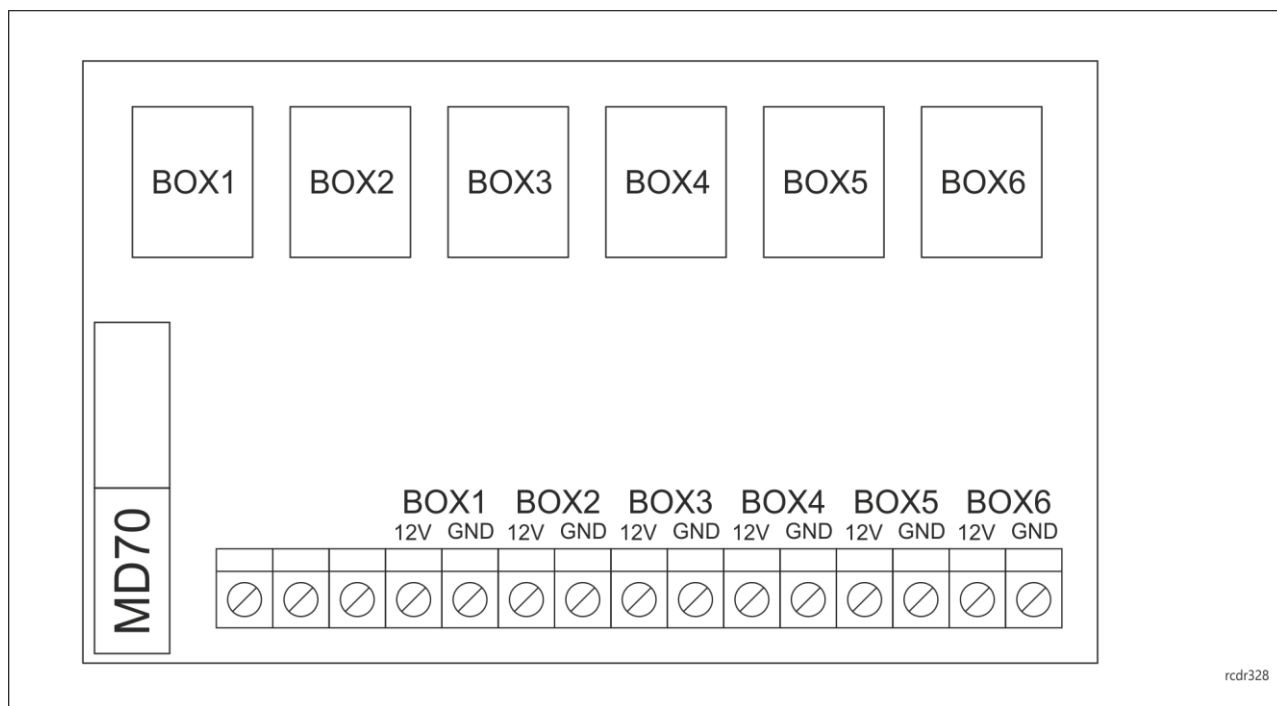 BOX1 BOX2 BOX3 BOX4 BOX5 BOX6
BOX1 BOX2 BOX3 BOX4 BOX5 BOX6
12V GND 12V GND 12V GND 12V GND 12V GND 12V GND
MD70
rcdr328